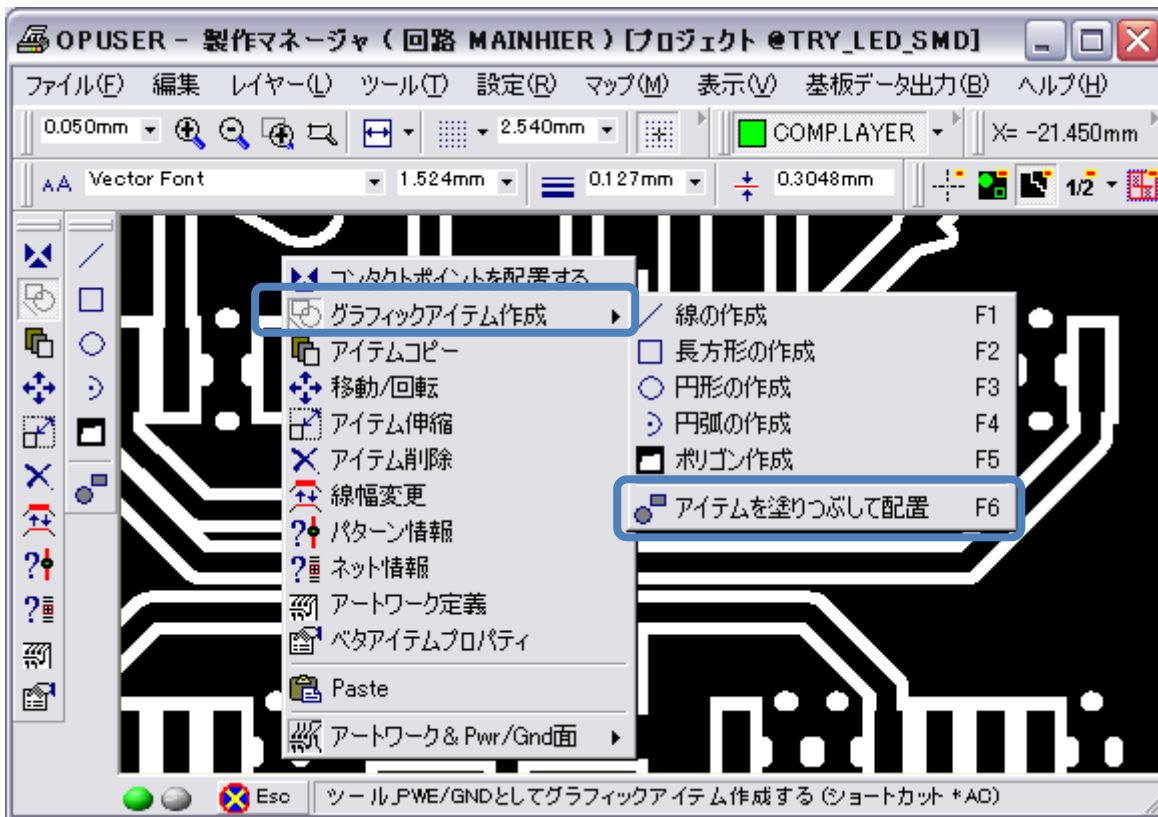 OPUSER - 製作マネージャ ( 回路 MAINHIER ) [プロジェクト @TRY_LED_SMD]
ファイル(F) 編集 レイヤー(L) ツール(T) 設定(R) マップ(M) 表示(V) 基板データ出力(B) ヘルプ(H)
0.050mm 2.540mm COMP.LAYER X= -21.450mm
AA Vector Font 1.524mm 0.127mm 0.3048mm 1/2
コンタクトポイントを配置する
グラフィックアイテム作成
アイテムコピー
移動/回転
アイテム伸縮
アイテム削除
線幅変更
パターン情報
ネット情報
アートワーク定義
ベタアイテムプロパティ
Paste
アートワーク& Pwr/Gnd面
線の作成 F1
長方形の作成 F2
円形の作成 F3
円弧の作成 F4
ポリゴン作成 F5
アイテムを塗りつぶして配置 F6
Esc ツール_PWE/GNDとしてグラフィックアイテム作成する (ショートカット *AC)